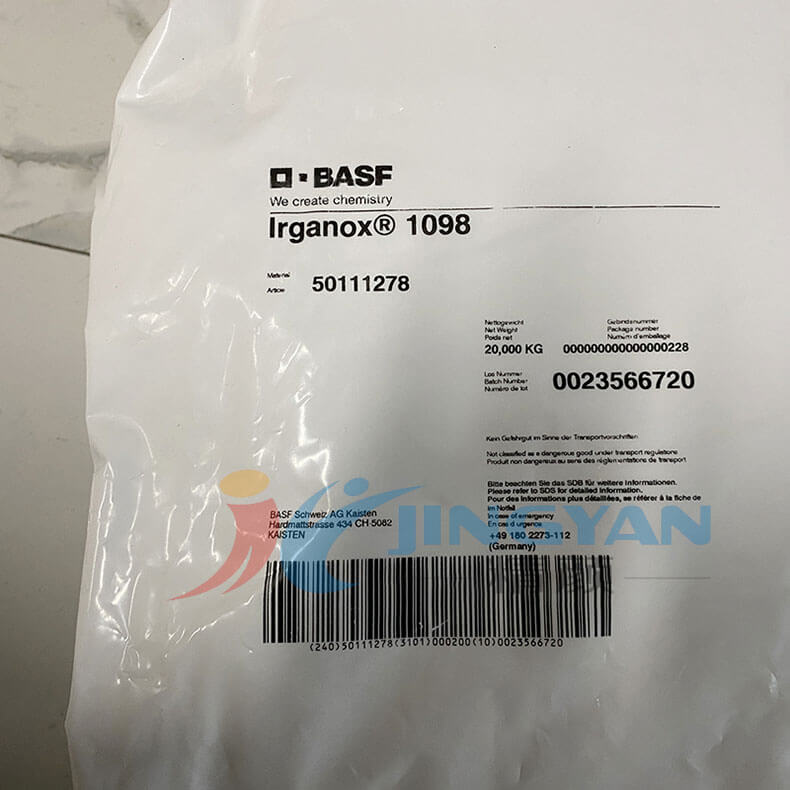 BASF
We create chemistry
Irganox® 1098
Material
Article
50111278
Nettogewicht
Net Weight
Poids net
20,000 KG
Gebindenummer
Package number
Numéro d'emballage
000000000000000228
Los Nummer
Batch Number
Numéro de lot
0023566720
Kein Gefahrgut im Sinne der Transportvorschriften
Not classified as a dangerous good under transport regulations
Produit non dangereux au sens des réglementations de transport
Bitte beachten Sie das SDB für weitere Informationen.
Please refer to SDS for detailed information.
Pour des informations plus détaillées, se référer à la fiche de
im Notfall
In case of emergency
En cas d urgence
+49 180 2273-112
(Germany)
BASF Schweiz AG Kaisten
Hardmattstrasse 434 CH 5082
KAISTEN
JINGYAN
精颜
(240)50111278(3101)000200(10)0023566720